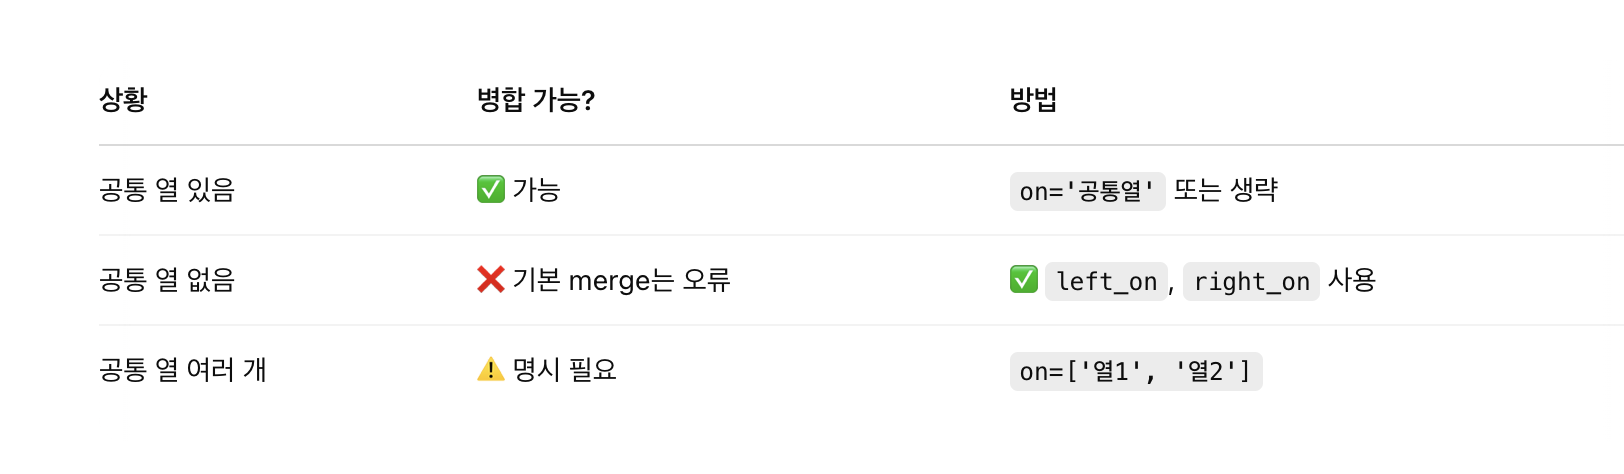 상황 병합 가능? 방법
공통 열 있음 ✅ 가능 on='공통열' 또는 생략
공통 열 없음 ❌ 기본 merge는 오류 ✅ left_on, right_on 사용
공통 열 여러 개 ⚠️ 명시 필요 on=['열1', '열2']